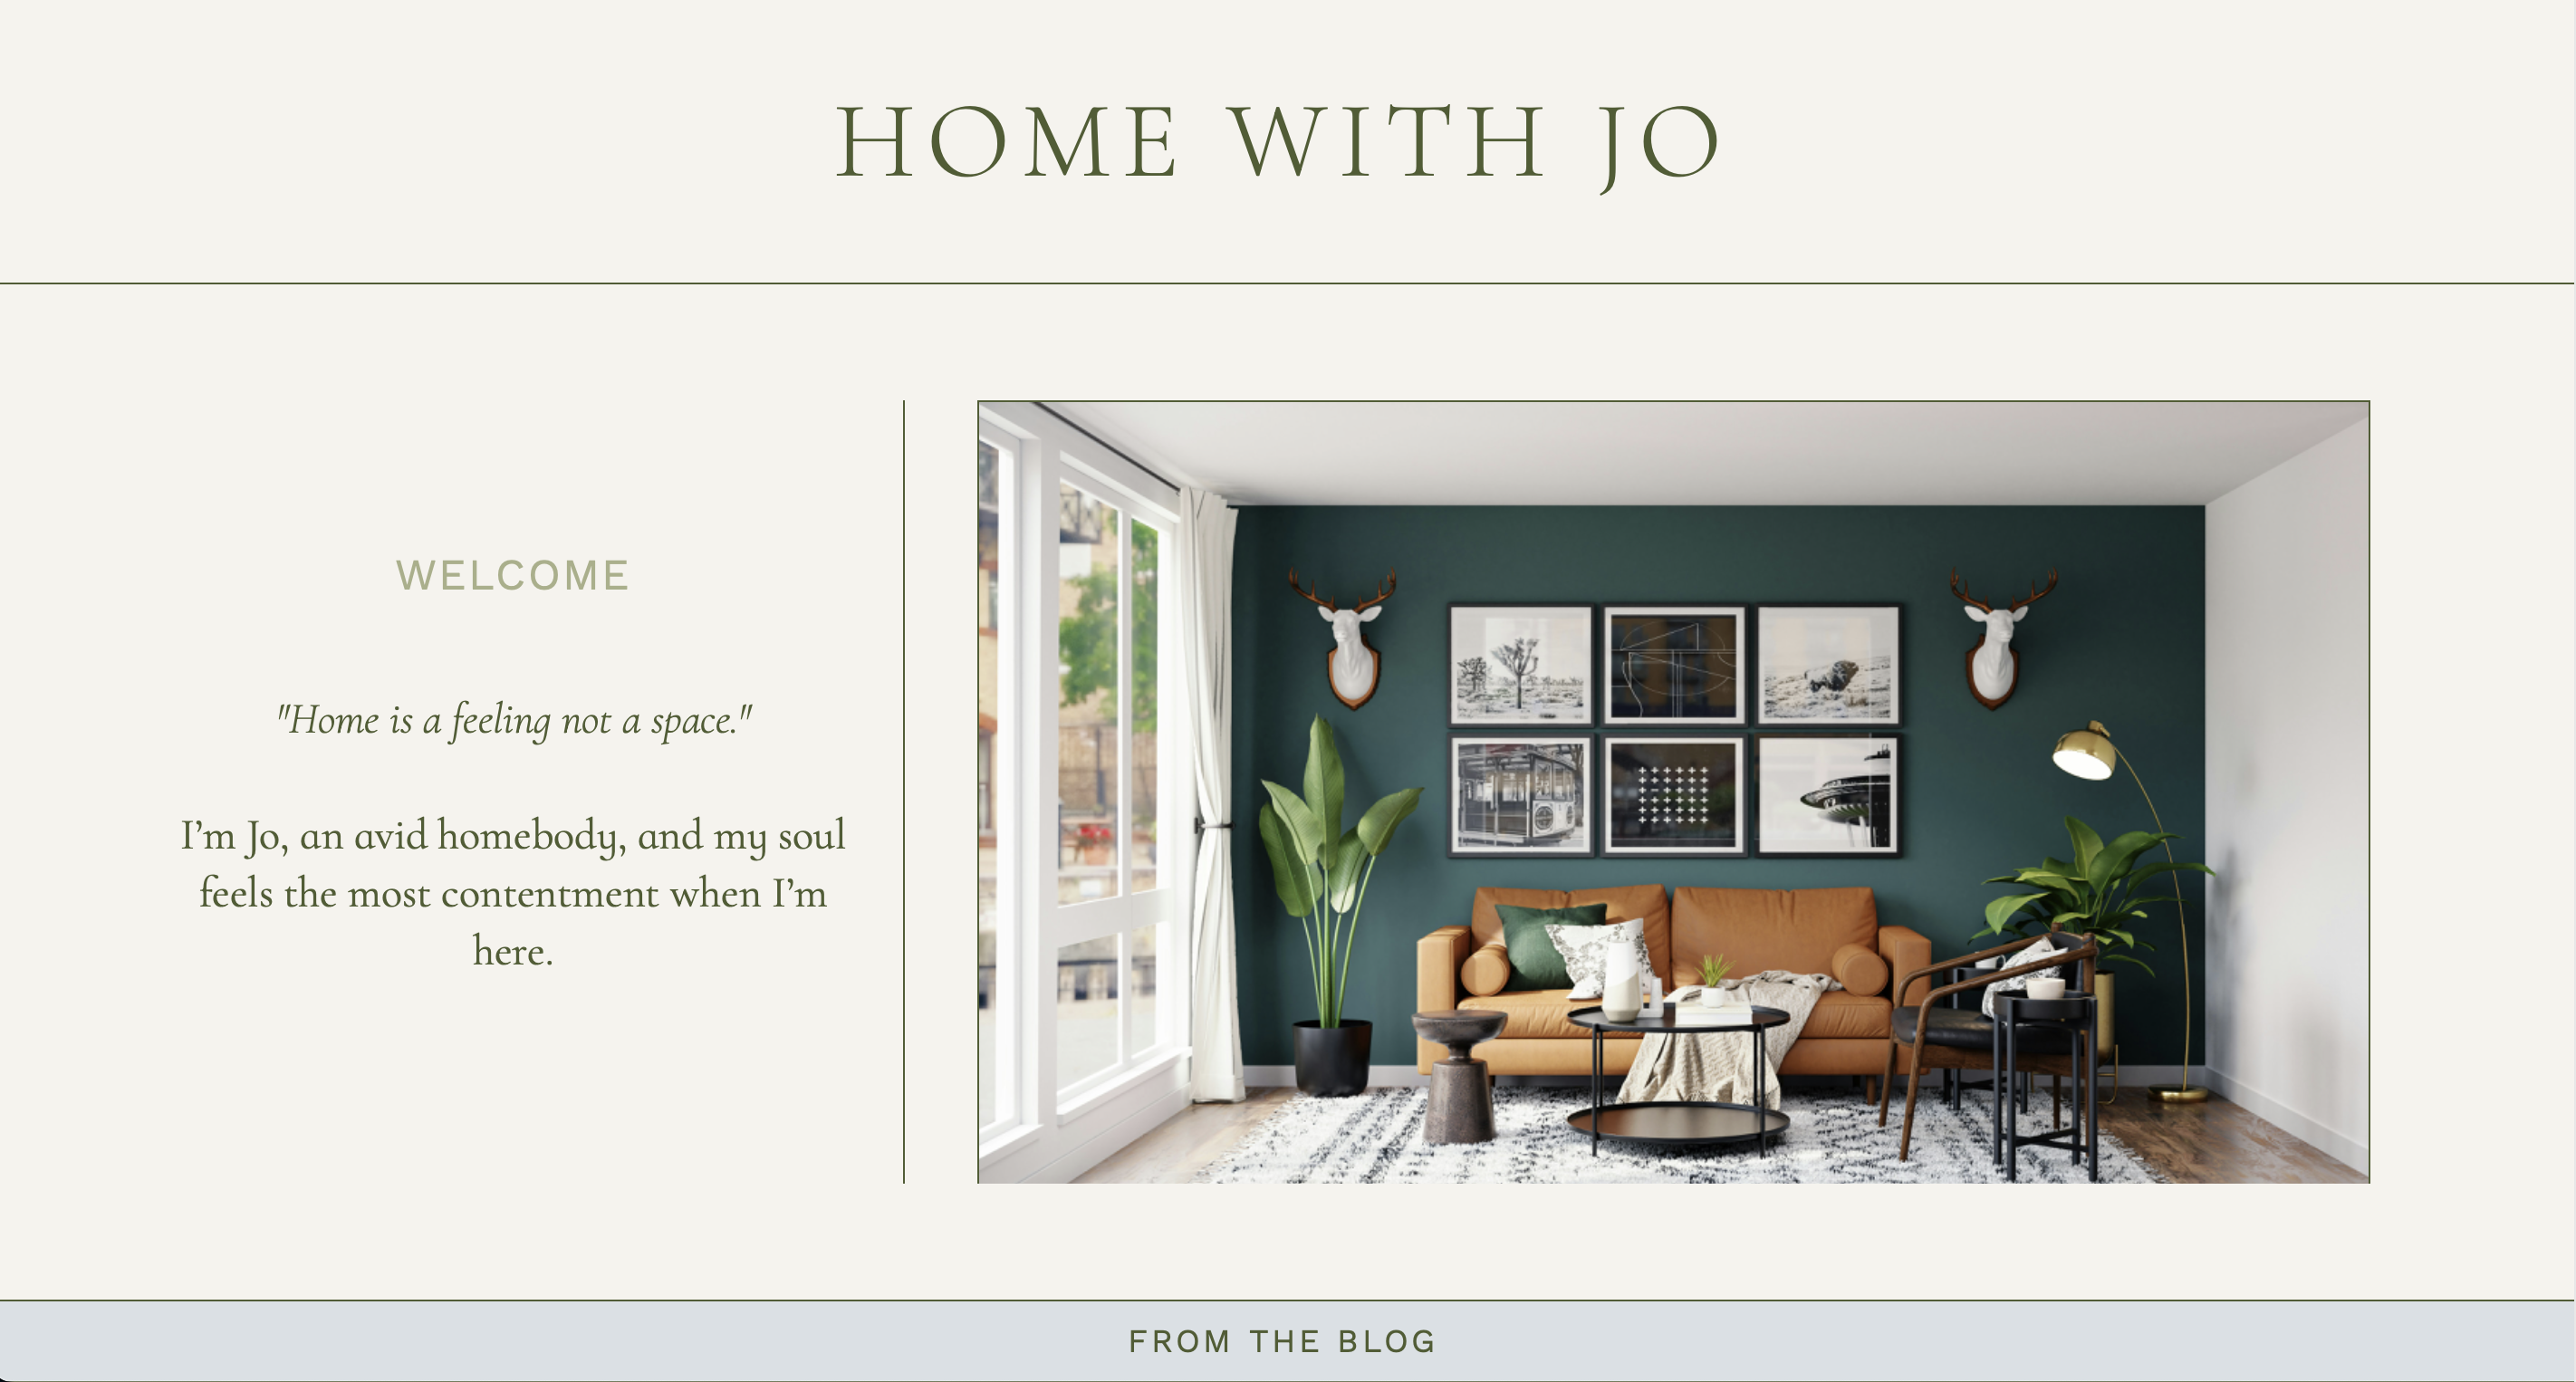 HOME WITH JO
WELCOME
"Home is a feeling not a space."
I’m Jo, an avid homebody, and my soul
feels the most contentment when I’m
here.
FROM THE BLOG